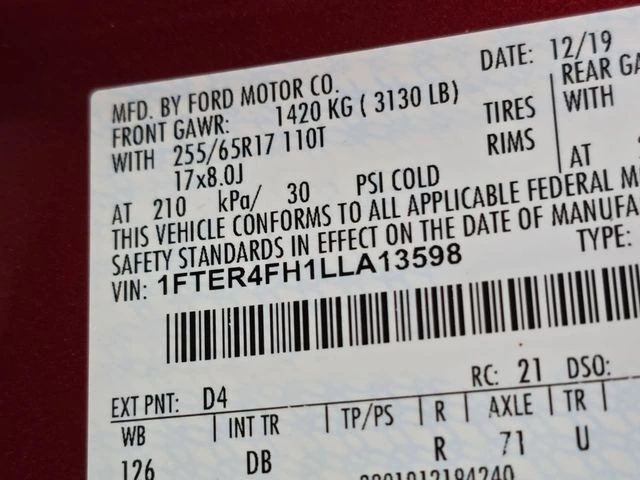 MFD. BY FORD MOTOR CO. DATE: 12/19
FRONT GAWR: 1420 KG ( 3130 LB) REAR
WITH 255/65R17 110T TIRES WITH
17x8.0J RIMS
AT 210 kPa/ 30 PSI COLD AT
THIS VEHICLE CONFORMS TO ALL APPLICABLE FEDERAL
SAFETY STANDARDS IN EFFECT ON THE DATE OF
VIN: 1FTER4FH1LLA13598 TYPE:
EXT PNT: D4 RC: 21 DSO:
WB | INT TR | TP/PS | R | AXLE | TR |
126 DB R 71 U